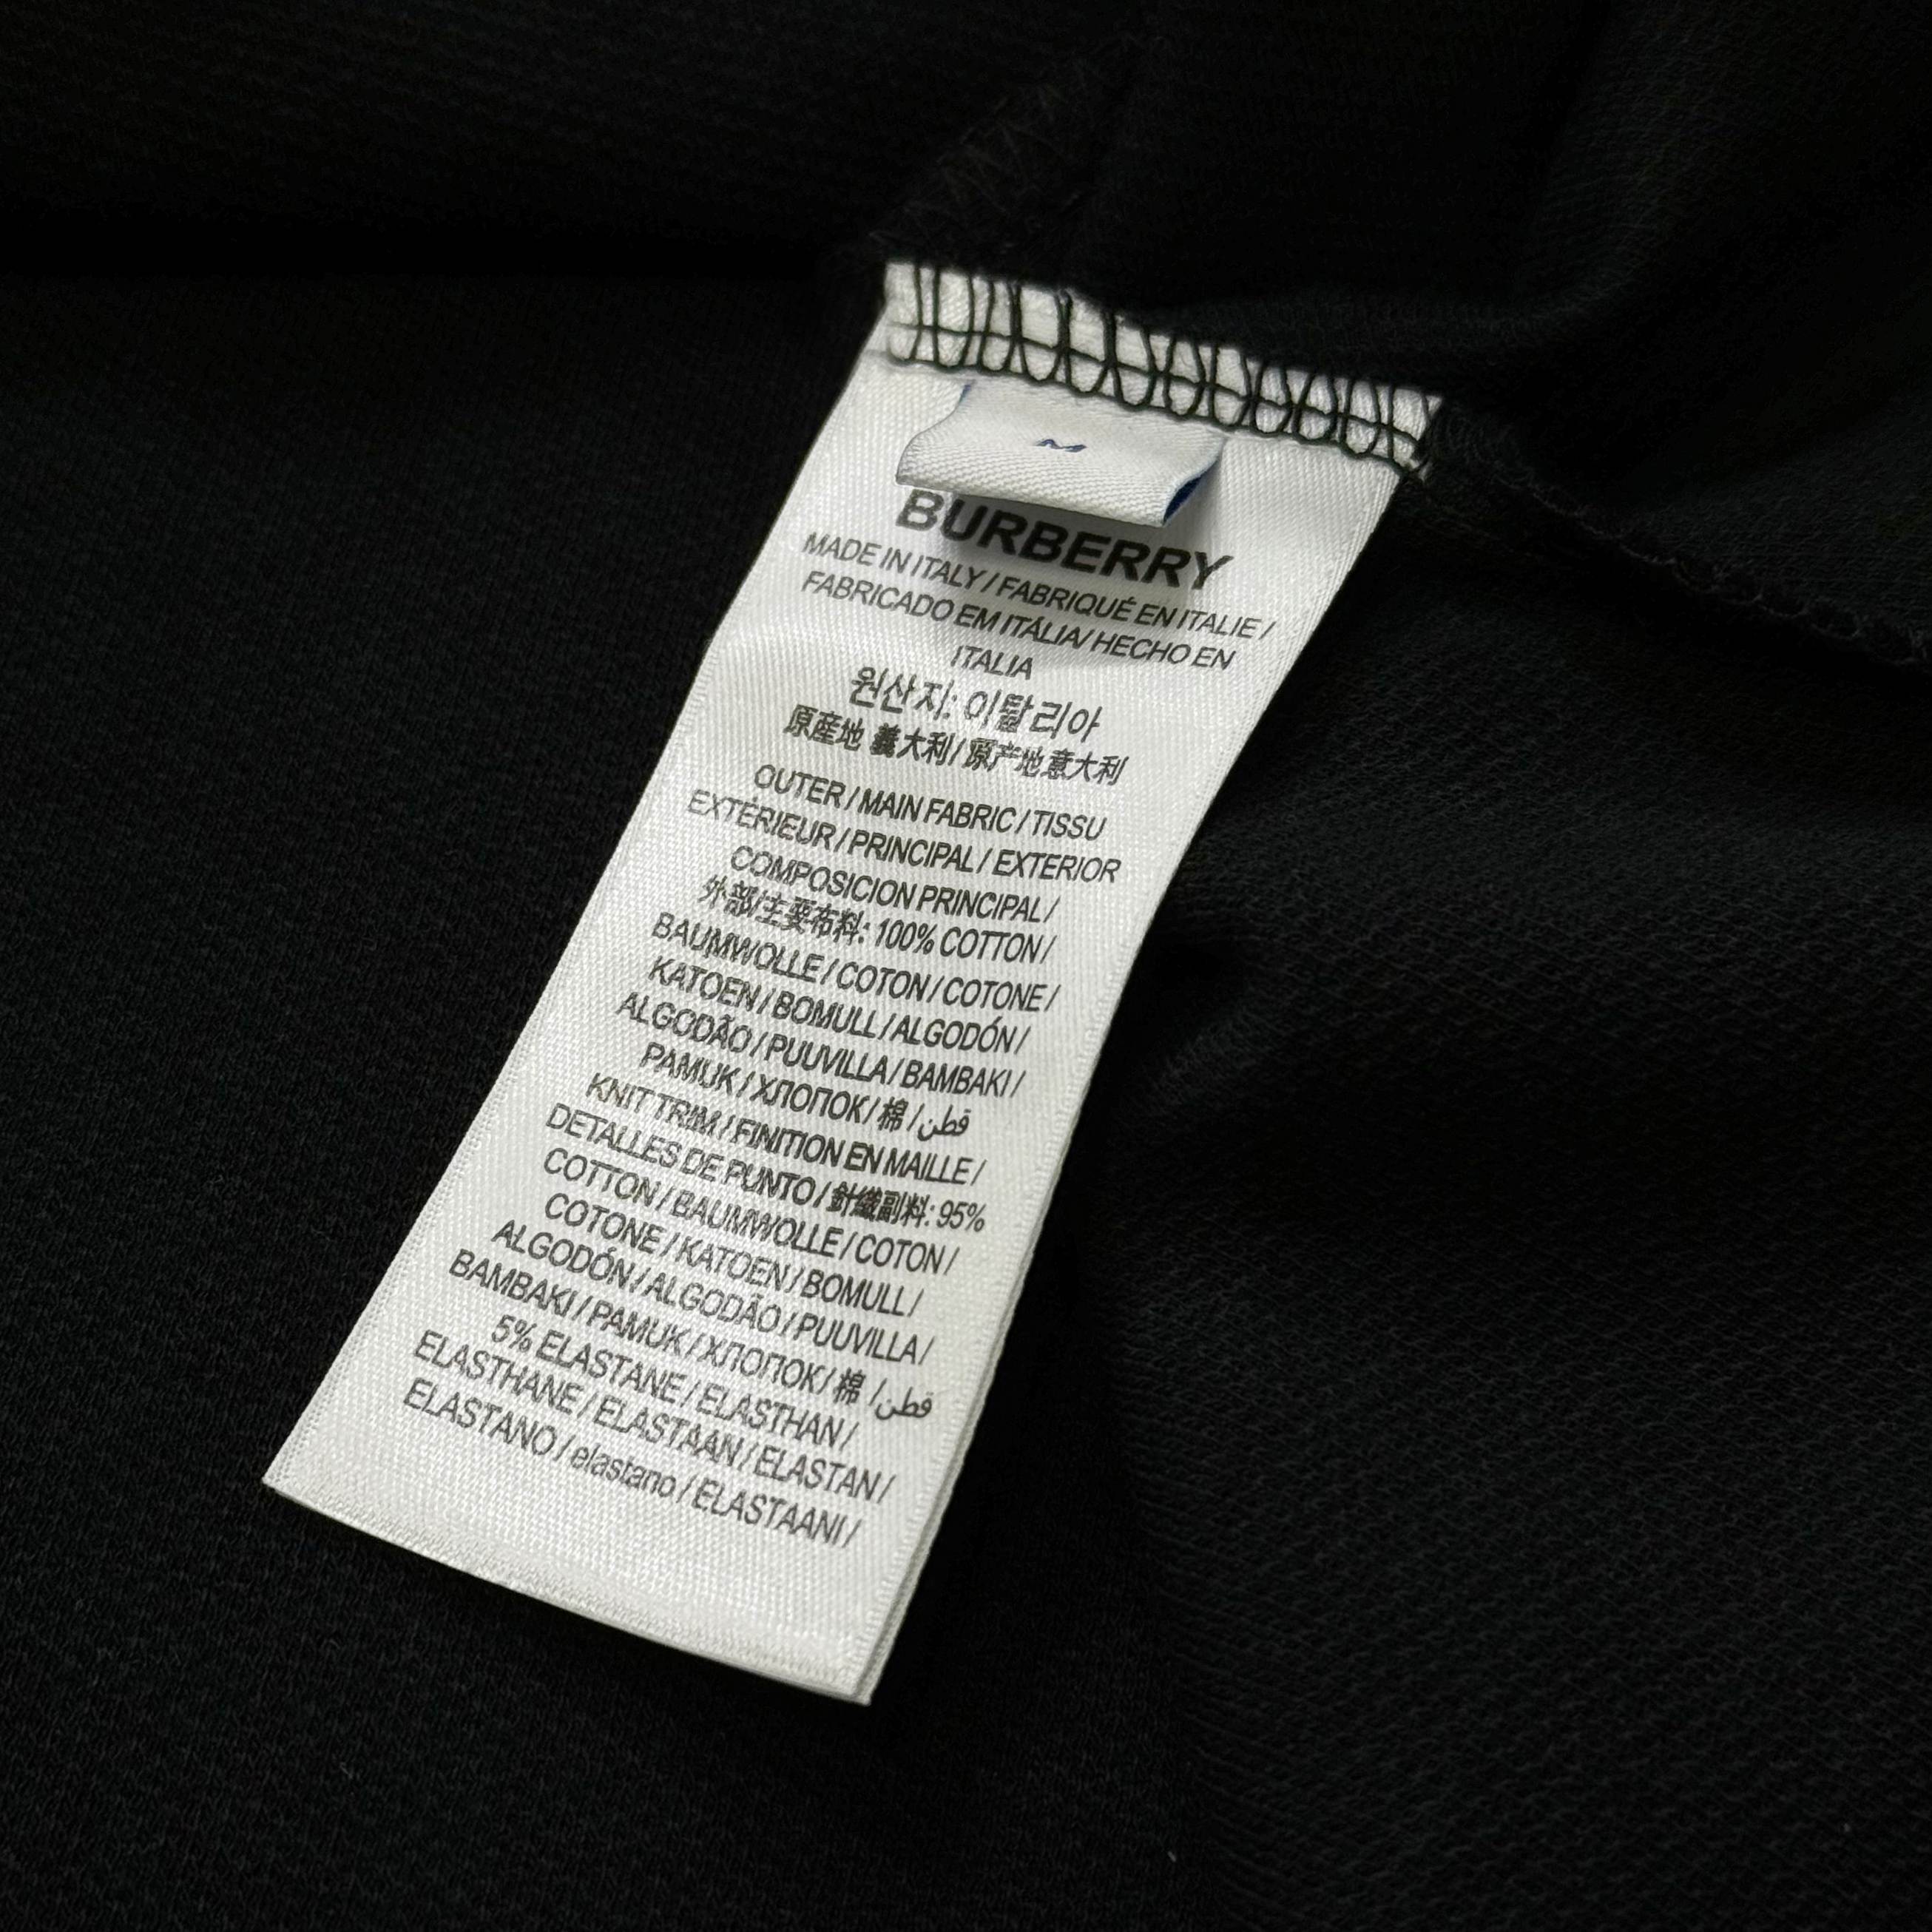 M
BURBERRY
MADE IN ITALY / FABRIQUÉ EN ITALIE /
FABRICADO EM ITÁLIA/ HECHO EN
ITALIA
원산지: 이탈리아
原産地 義大利/ 原产地意大利
OUTER / MAIN FABRIC / TISSU
EXTÉRIEUR / PRINCIPAL / EXTERIOR
COMPOSICION PRINCIPAL /
外部/主要布料: 100% COTTON /
BAUMWOLLE / COTON / COTONE /
KATOEN / BOMULL / ALGODÓN /
ALGODÃO / PUUVILLA / BAMBAKI /
PAMUK / ХЛОПОК / 棉 / قطن
KNIT TRIM / FINITION EN MAILLE /
DETALLES DE PUNTO / 針織副料: 95%
COTTON / BAUMWOLLE / COTON /
COTONE / KATOEN / BOMULL /
ALGODÓN / ALGODÃO / PUUVILLA /
BAMBAKI / PAMUK / ХЛОПОК / 棉 / قطن
5% ELASTANE / ELASTHAN /
ELASTHANE / ELASTAAN / ELASTAN /
ELASTANO / elastano / ELASTAANI /